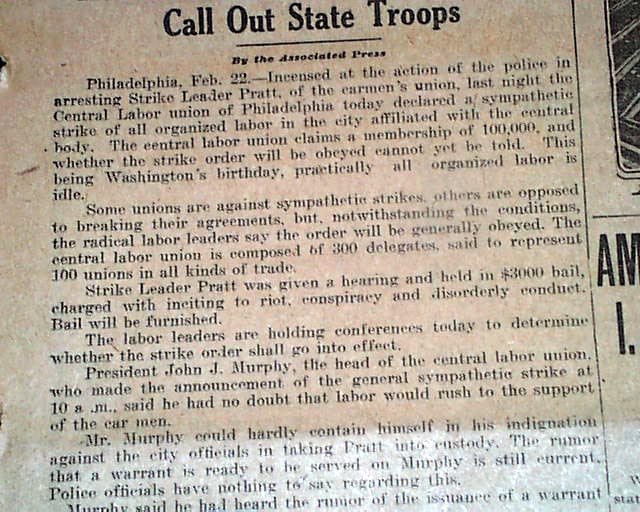 Call Out State Troops
By the Associated Press
Philadelphia, Feb. 22.—Incensed at the action of the police in
arresting Strike Leader Pratt, of the carmen's union, last night the
Central Labor union of Philadelphia today declared a sympathetic
strike of all organized labor in the city affiliated with the central
body. The central labor union claims a membership of 100,000, and
whether the strike order will be obeyed cannot yet be told. This
being Washington's birthday, practically all organized labor is
idle.
Some unions are against sympathetic strikes, others are opposed
to breaking their agreements, but, notwithstanding the conditions,
the radical labor leaders say the order will be generally obeyed. The
central labor union is composed of 300 delegates, said to represent
100 unions in all kinds of trade.
Strike Leader Pratt was given a hearing and held in $3000 bail,
charged with inciting to riot, conspiracy and disorderly conduct.
Bail will be furnished.
The labor leaders are holding conferences today to determine
whether the strike order shall go into effect.
President John J. Murphy, the head of the central labor union,
who made the announcement of the general sympathetic strike at
10 a.m., said he had no doubt that labor would rush to the support
of the car men.
Mr. Murphy could hardly contain himself in his indignation
against the city officials in taking Pratt into custody. The rumor
that a warrant is ready to be served on Murphy is still current.
Police officials have nothing to say regarding this.
Murphy said he had heard the rumor of the issuance of a warrant
AM
I.
W
stat